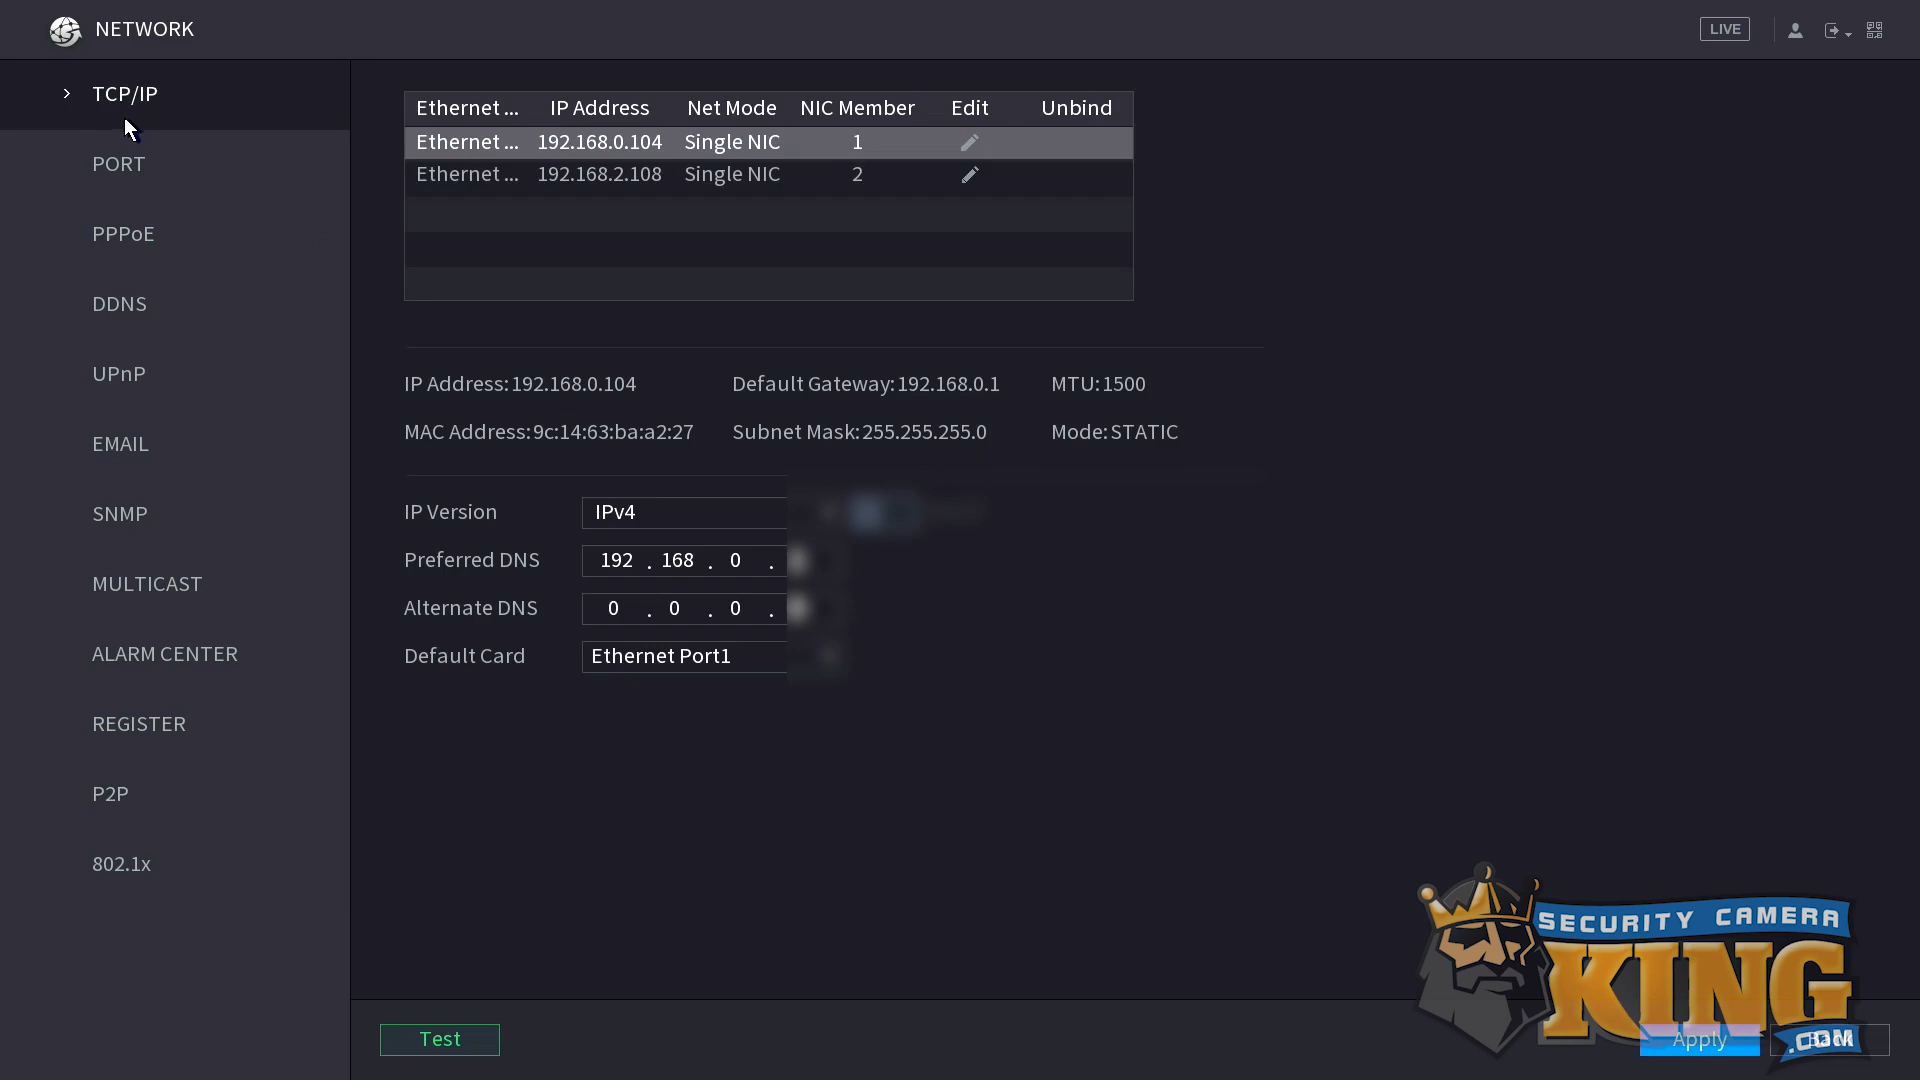 NETWORK
LIVE
TCP/IP
PORT
PPPoE
DDNS
UPnP
EMAIL
SNMP
MULTICAST
ALARM CENTER
REGISTER
P2P
802.1x
Ethernet ... IP Address Net Mode NIC Member Edit Unbind
Ethernet ... 192.168.0.104 Single NIC 1
Ethernet ... 192.168.2.108 Single NIC 2
IP Address:192.168.0.104 Default Gateway:192.168.0.1 MTU:1500
MAC Address:9c:14:63:ba:a2:27 Subnet Mask:255.255.255.0 Mode:STATIC
IP Version IPv4
Preferred DNS 192 . 168 . 0 .
Alternate DNS 0 . 0 . 0 .
Default Card Ethernet Port1
SECURITY CAMERA
KING
.COM
Test
Apply
Back